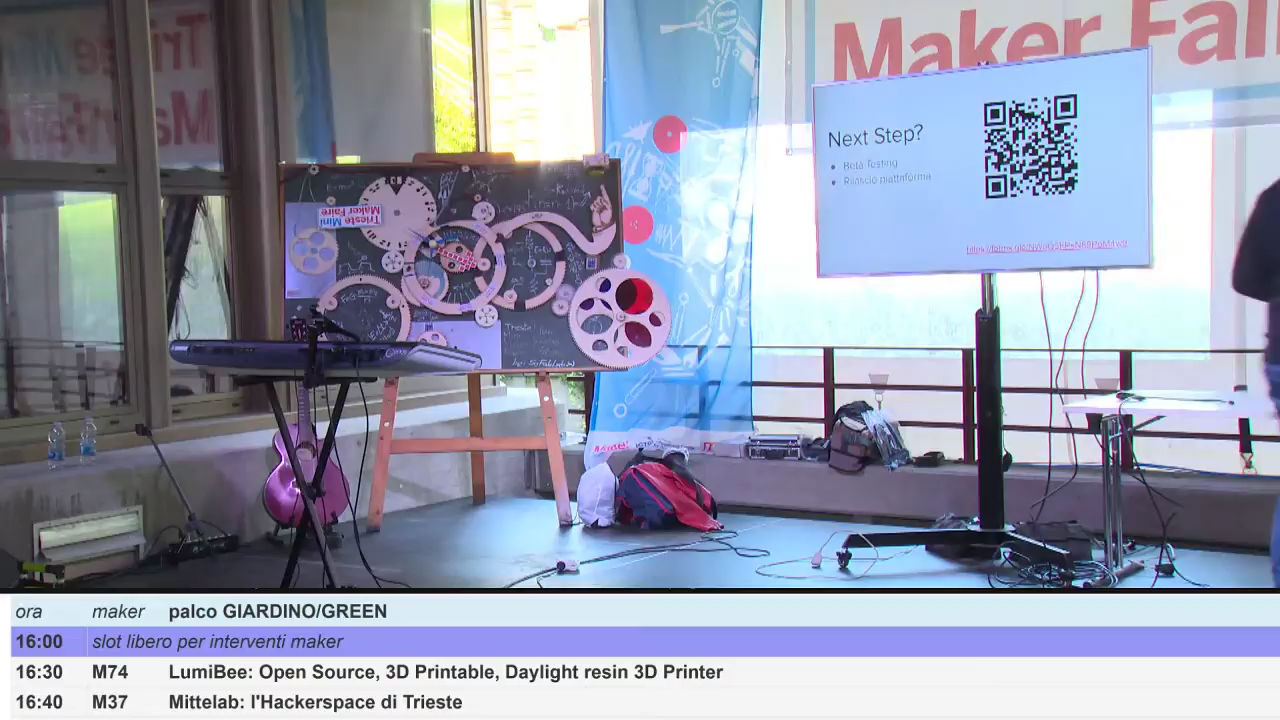 Maker Fai
Next Step?
Beta Testing
Rilascio piattaforma
Trieste Mini
Maker Faire
ora maker palco GIARDINO/GREEN
16:00 slot libero per interventi maker
16:30 M74 LumiBee: Open Source, 3D Printable, Daylight resin 3D Printer
16:40 M37 Mittelab: l'Hackerspace di Trieste